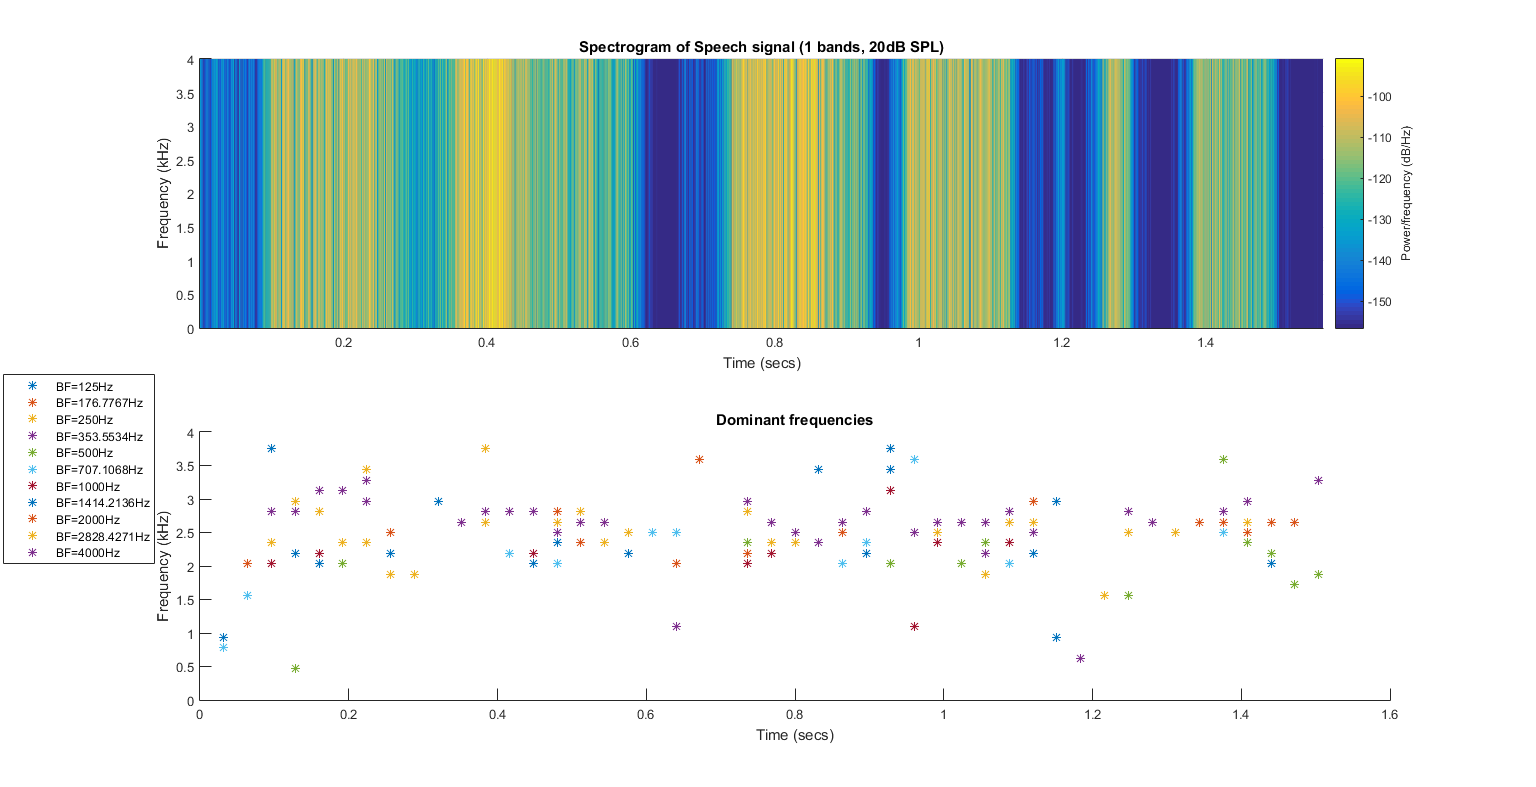 Spectrogram of Speech signal (1 bands, 20dB SPL)
4
3.5
3
2.5
2
1.5
1
0.5
0
Frequency (kHz)
0.2 0.4 0.6 0.8 1 1.2 1.4
Time (secs)
-100
-110
-120
-130
-140
-150
Power/frequency (dB/Hz)
BF=125Hz
BF=176.7767Hz
BF=250Hz
BF=353.5534Hz
BF=500Hz
BF=707.1068Hz
BF=1000Hz
BF=1414.2136Hz
BF=2000Hz
BF=2828.4271Hz
BF=4000Hz
Dominant frequencies
4
3.5
3
2.5
2
1.5
1
0.5
0
Frequency (kHz)
0 0.2 0.4 0.6 0.8 1 1.2 1.4 1.6
Time (secs)